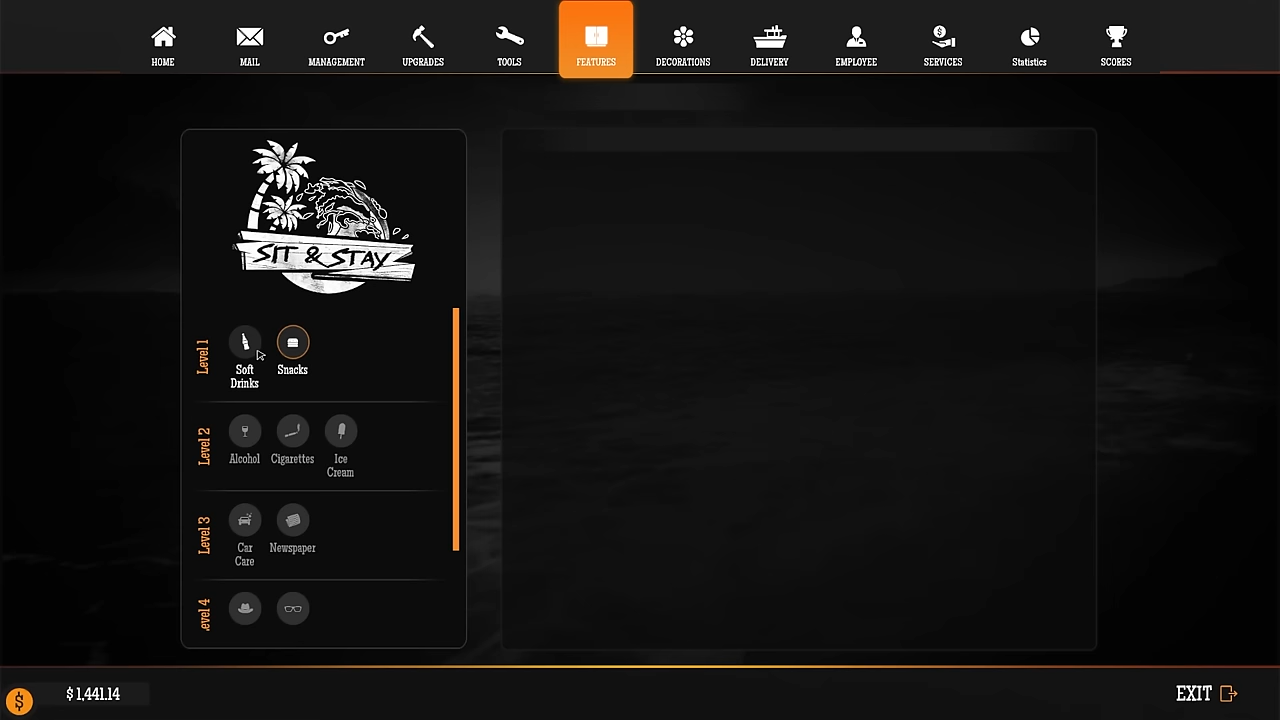 HOME
MAIL
MANAGEMENT
UPGRADES
TOOLS
FEATURES
DECORATIONS
DELIVERY
EMPLOYEE
SERVICES
Statistics
SCORES
SIT & STAY
Level 1
Soft
Drinks
Snacks
Level 2
Alcohol
Cigarettes
Ice
Cream
Level 3
Car
Care
Newspaper
evel 4
$ 1,441.14
EXIT